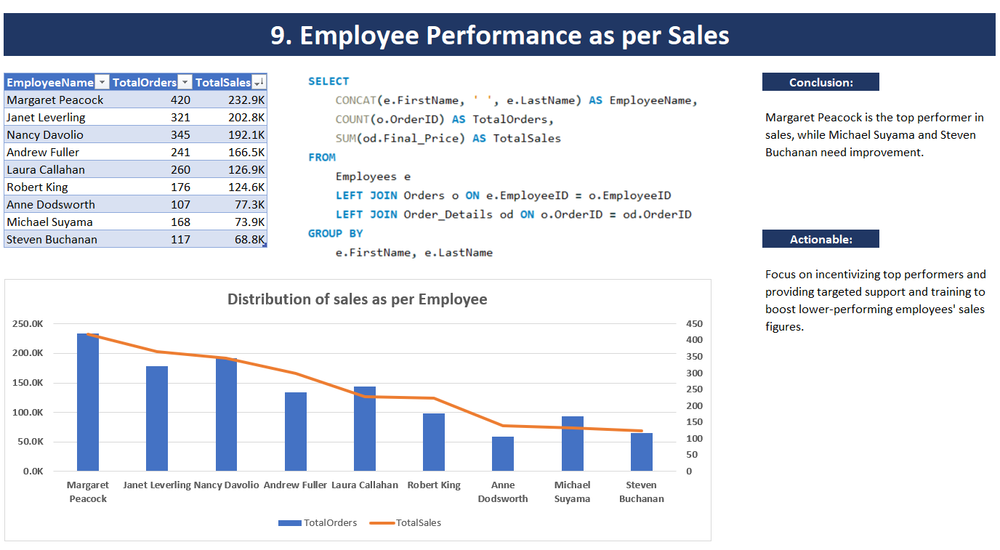 9. Employee Performance as per Sales
EmployeeName TotalOrders TotalSales
Margaret Peacock 420 232.9K
Janet Leverling 321 202.8K
Nancy Davolio 345 192.1K
Andrew Fuller 241 166.5K
Laura Callahan 260 126.9K
Robert King 176 124.6K
Anne Dodsworth 107 77.3K
Michael Suyama 168 73.9K
Steven Buchanan 117 68.8K
SELECT
CONCAT(e.FirstName, ' ', e.LastName) AS EmployeeName,
COUNT(o.OrderID) AS TotalOrders,
SUM(od.Final_Price) AS TotalSales
FROM
Employees e
LEFT JOIN Orders o ON e.EmployeeID = o.EmployeeID
LEFT JOIN Order_Details od ON o.OrderID = od.OrderID
GROUP BY
e.FirstName, e.LastName
Conclusion:
Margaret Peacock is the top performer in
sales, while Michael Suyama and Steven
Buchanan need improvement.
Actionable:
Focus on incentivizing top performers and
providing targeted support and training to
boost lower-performing employees' sales
figures.
Distribution of sales as per Employee
250.0K
200.0K
150.0K
100.0K
50.0K
0.0K
450
400
350
300
250
200
150
100
50
0
Margaret Peacock
Janet Leverling
Nancy Davolio
Andrew Fuller
Laura Callahan
Robert King
Anne Dodsworth
Michael Suyama
Steven Buchanan
TotalOrders TotalSales